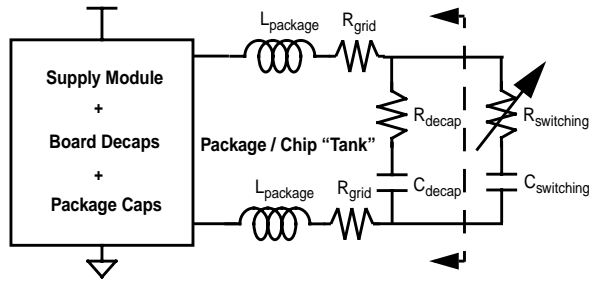 L_package
R_grid
Supply Module
+
Board Decaps
+
Package Caps
Package / Chip “Tank”
R_decap
R_switching
C_decap
C_switching
L_package
R_grid